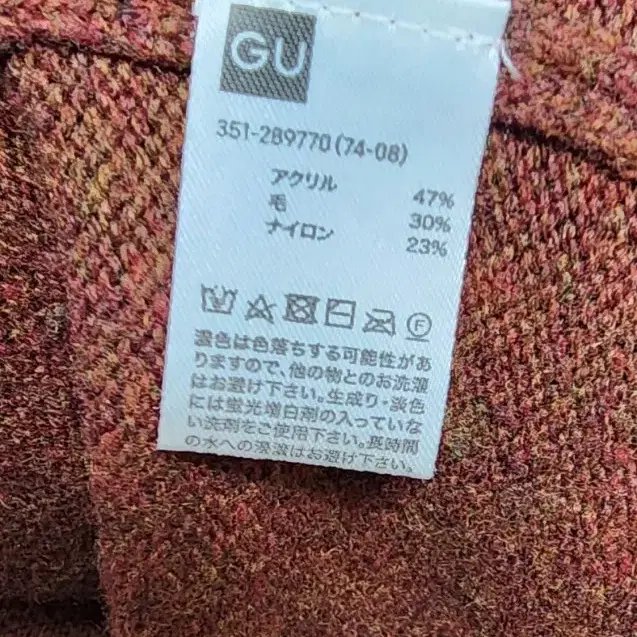 GU
351-289770(74-08)
アクリル 47%
毛 30%
ナイロン 23%
F
濃色は色落ちする可能性があ
りますので、他の物とのお洗濯
はお避け下さい。生成り・淡色
には蛍光増白剤の入っていな
い洗剤をご使用下さい。長時間
の水への浸漬はお避け下さい。